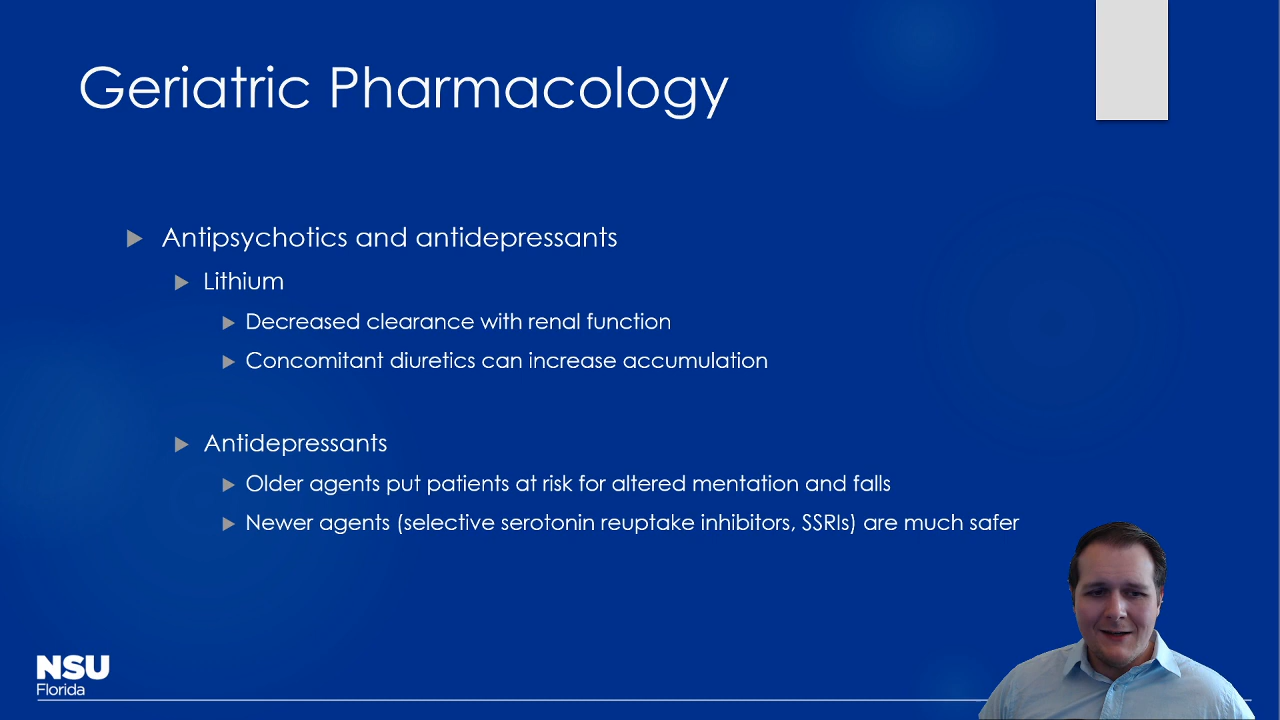 Geriatric Pharmacology
Antipsychotics and antidepressants
Lithium
Decreased clearance with renal function
Concomitant diuretics can increase accumulation
Antidepressants
Older agents put patients at risk for altered mentation and falls
Newer agents (selective serotonin reuptake inhibitors, SSRIs) are much safer
NSU
Florida